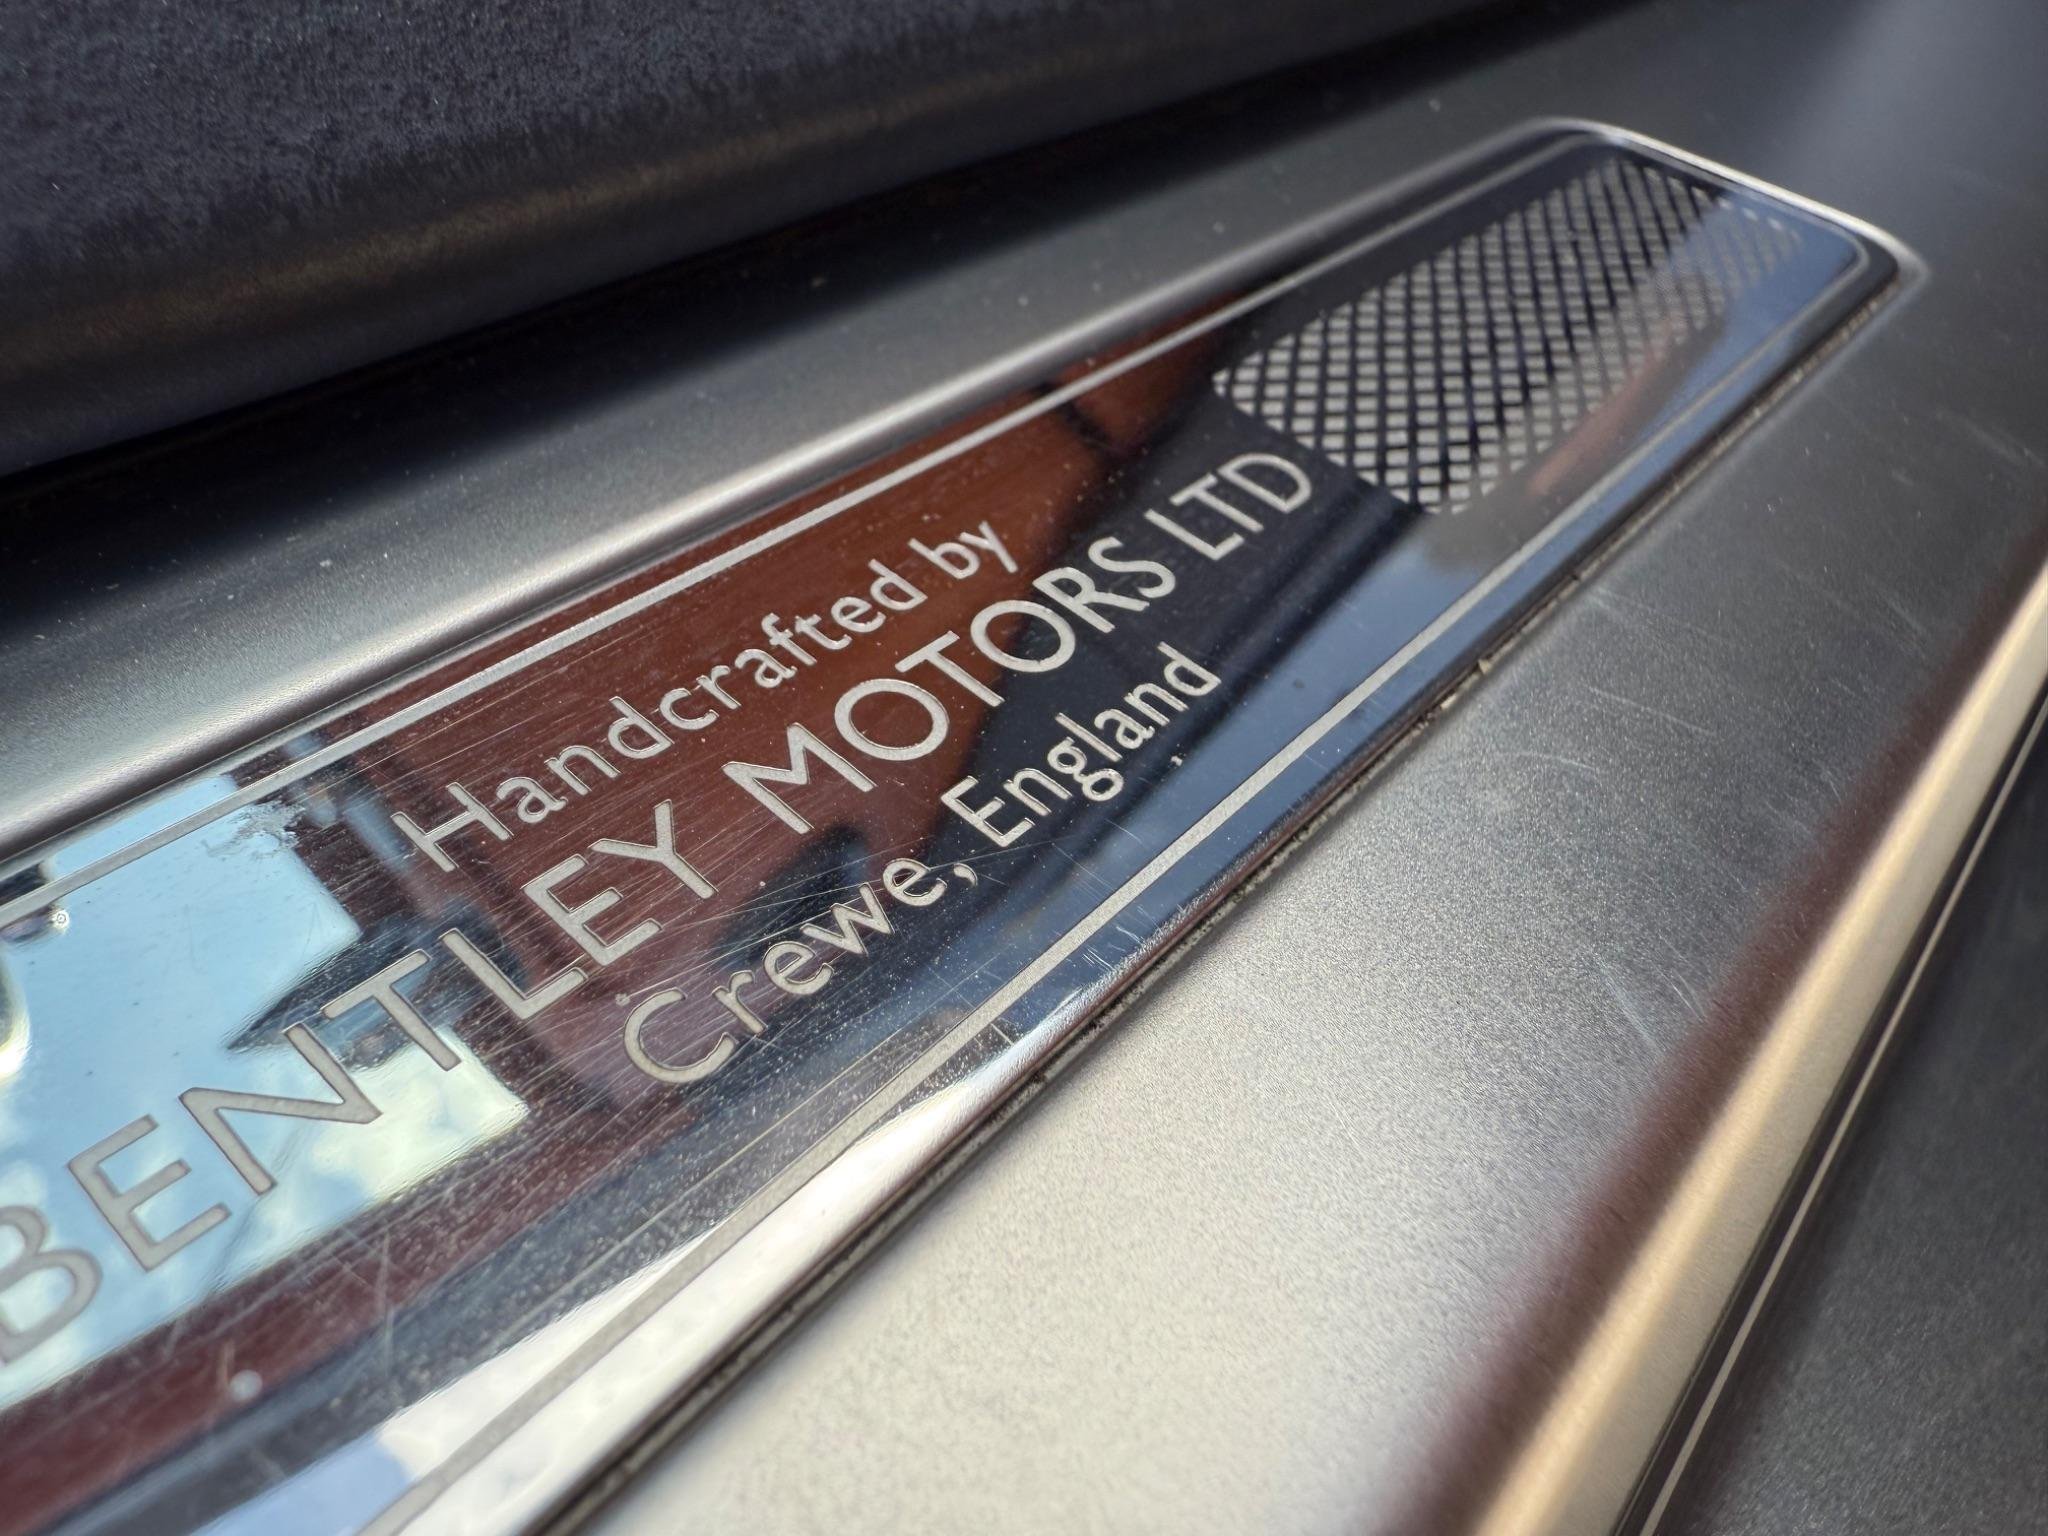 Handcrafted by
BENTLEY MOTORS LTD
Crewe, England